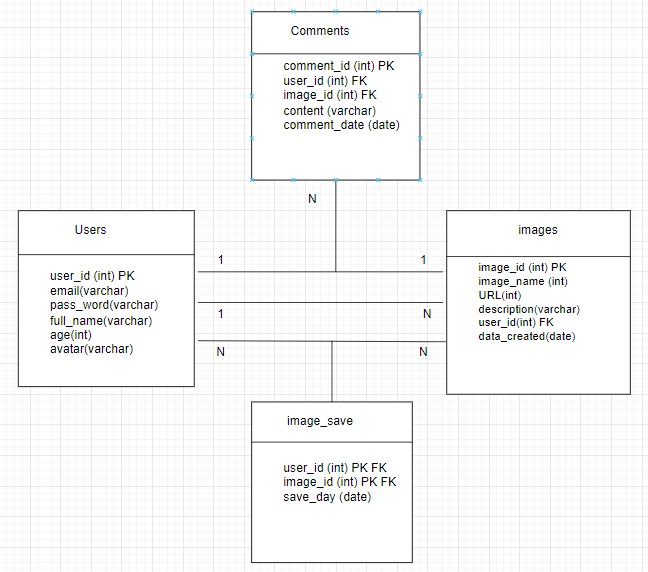 Comments
comment_id (int) PK
user_id (int) FK
image_id (int) FK
content (varchar)
comment_date (date)
N
Users
user_id (int) PK
email(varchar)
pass_word(varchar)
full_name(varchar)
age(int)
avatar(varchar)
1
1
1
N
N
N
images
image_id (int) PK
image_name (int)
URL(int)
description(varchar)
user_id(int) FK
data_created(date)
image_save
user_id (int) PK FK
image_id (int) PK FK
save_day (date)